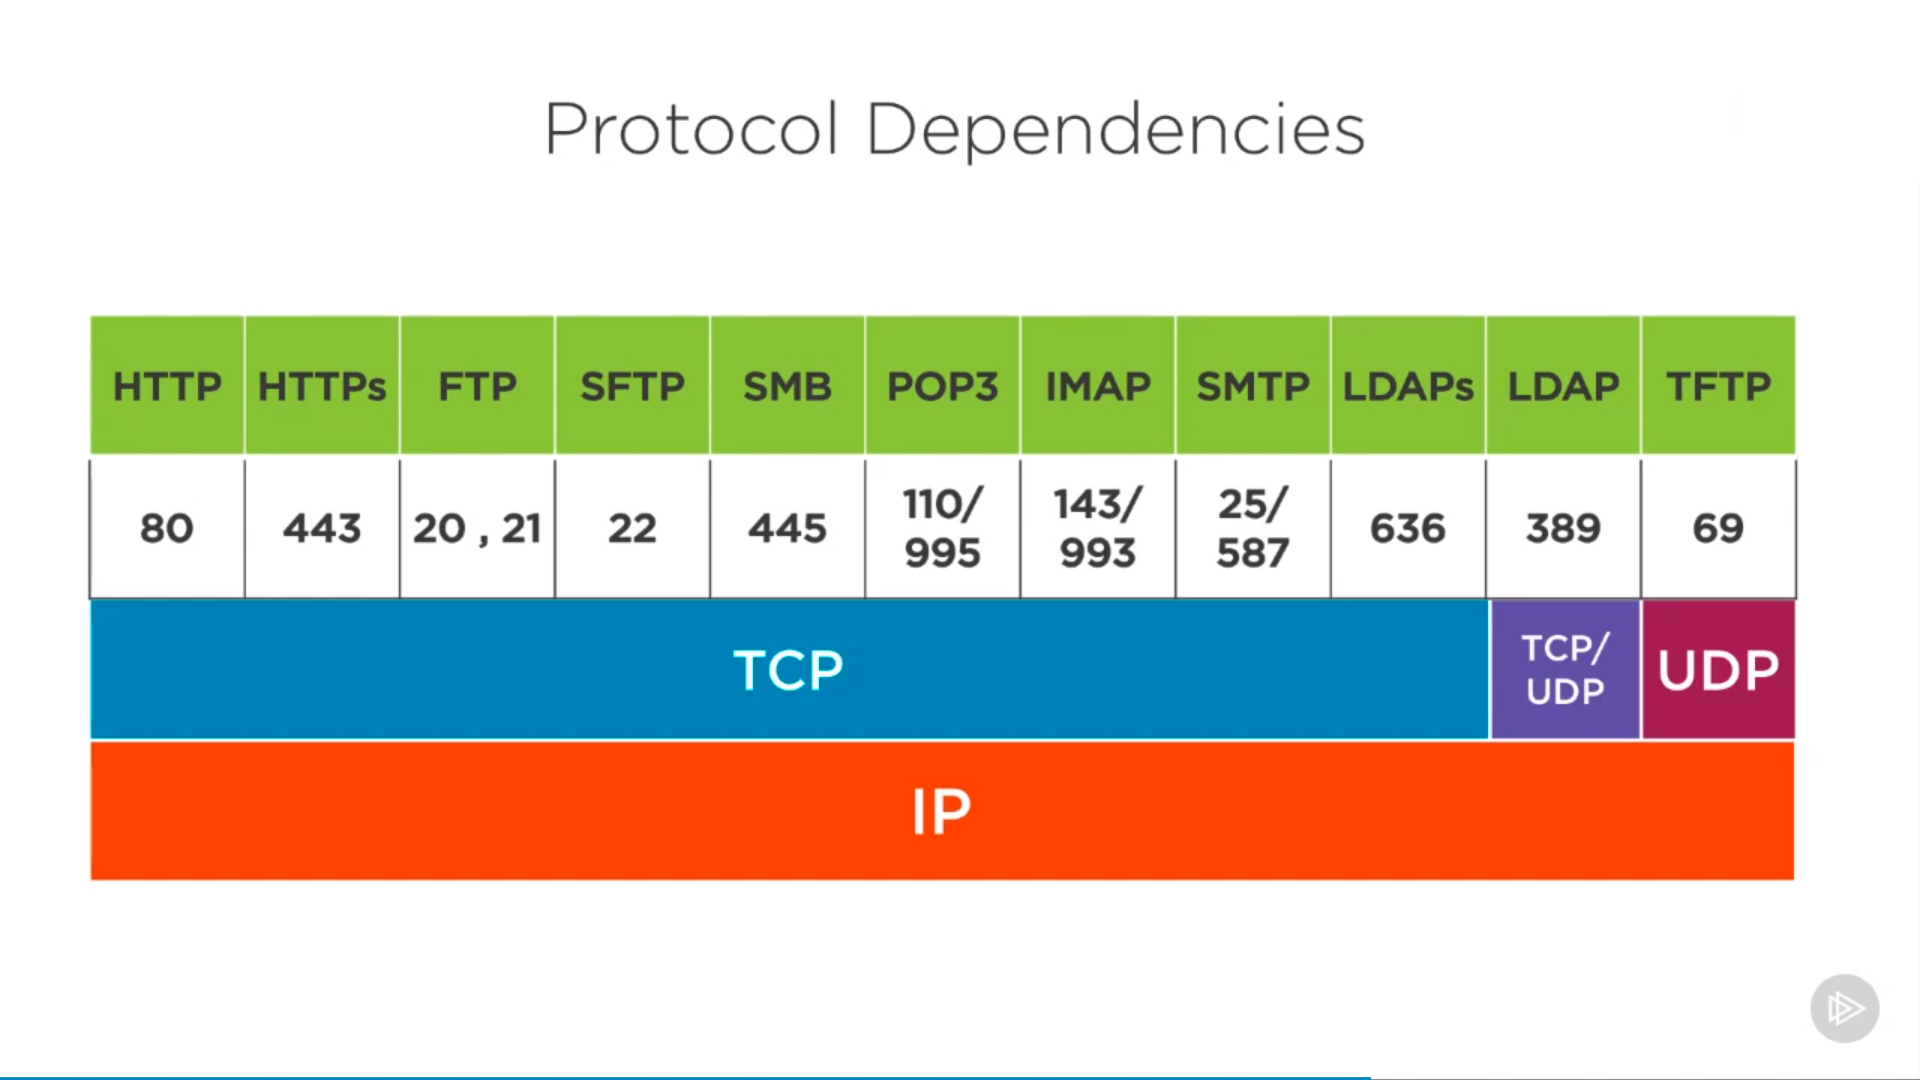 Protocol Dependencies
HTTP HTTPs FTP SFTP SMB POP3 IMAP SMTP LDAPs LDAP TFTP
80 443 20 , 21 22 445 110/ 995 143/ 993 25/ 587 636 389 69
TCP TCP/ UDP UDP
IP